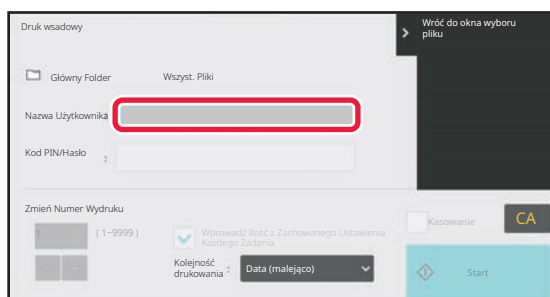 Druk wsadowy
Wróć do okna wyboru
pliku
Główny Folder
Wszyst. Pliki
Nazwa Użytkownika :
Kod PIN/Hasło :
Zmień Numer Wydruku
1
( 1~9999 )
Wprowadź Ilość z Zachowanego Ustawienia
Każdego Zadania.
Kolejność
drukowania :
Data (malejąco)
Kasowanie
CA
Start